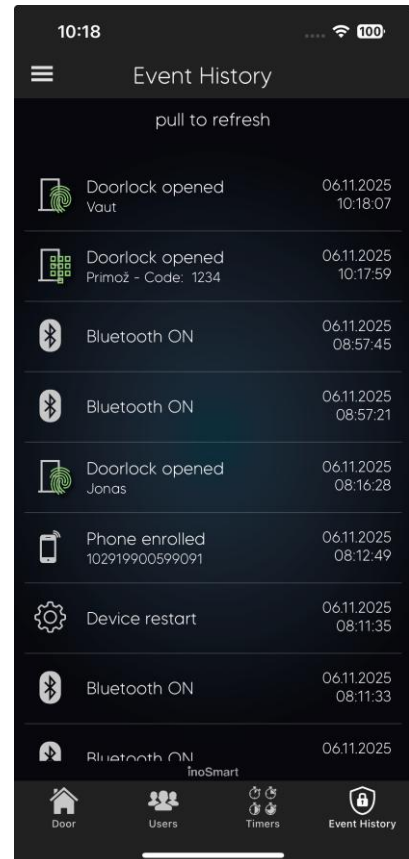 10:18
100
Event History
pull to refresh
Doorlock opened
Vaut
06.11.2025
10:18:07
Doorlock opened
Primož - Code: 1234
06.11.2025
10:17:59
Bluetooth ON
06.11.2025
08:57:45
Bluetooth ON
06.11.2025
08:57:21
Doorlock opened
Jonas
06.11.2025
08:16:28
Phone enrolled
102919900599091
06.11.2025
08:12:49
Device restart
06.11.2025
08:11:35
Bluetooth ON
06.11.2025
08:11:33
Bluetooth ON
06.11.2025
inoSmart
Door
Users
Timers
Event History